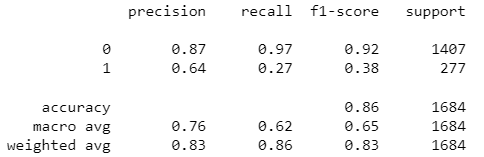 precision recall f1-score support
0 0.87 0.97 0.92 1407
1 0.64 0.27 0.38 277
accuracy 0.86 1684
macro avg 0.76 0.62 0.65 1684
weighted avg 0.83 0.86 0.83 1684